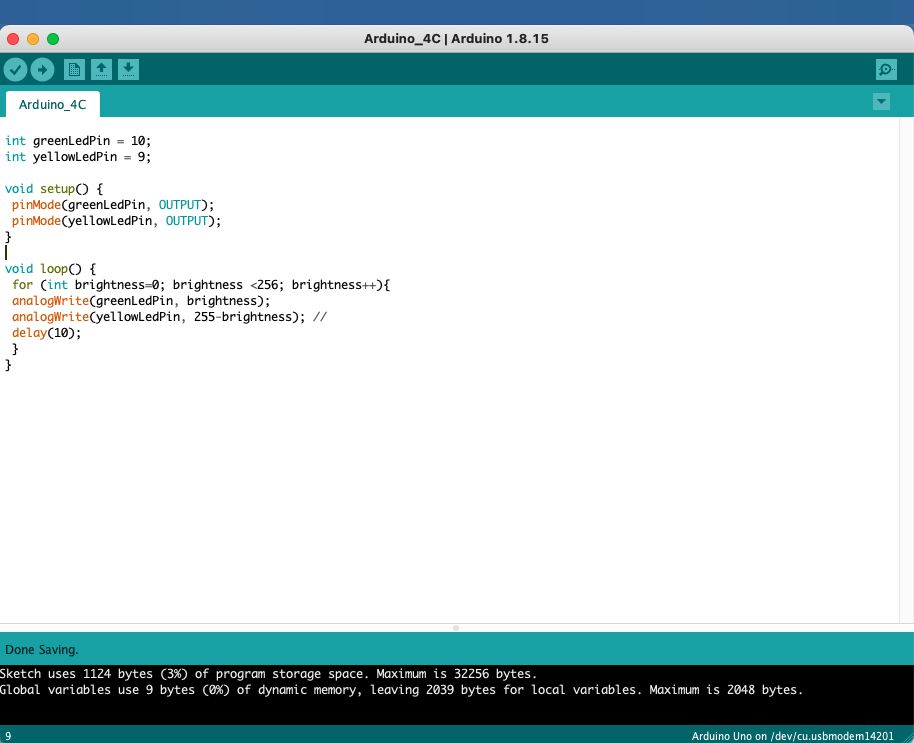 Arduino_4C | Arduino 1.8.15
Arduino_4C
int greenLedPin = 10;
int yellowLedPin = 9;
void setup() {
pinMode(greenLedPin, OUTPUT);
pinMode(yellowLedPin, OUTPUT);
}
void loop() {
for (int brightness=0; brightness <256; brightness++){
analogWrite(greenLedPin, brightness);
analogWrite(yellowLedPin, 255-brightness); //
delay(10);
}
}
Done Saving.
Sketch uses 1124 bytes (3%) of program storage space. Maximum is 32256 bytes.
Global variables use 9 bytes (0%) of dynamic memory, leaving 2039 bytes for local variables. Maximum is 2048 bytes.
9 Arduino Uno on /dev/cu.usbmodem14201